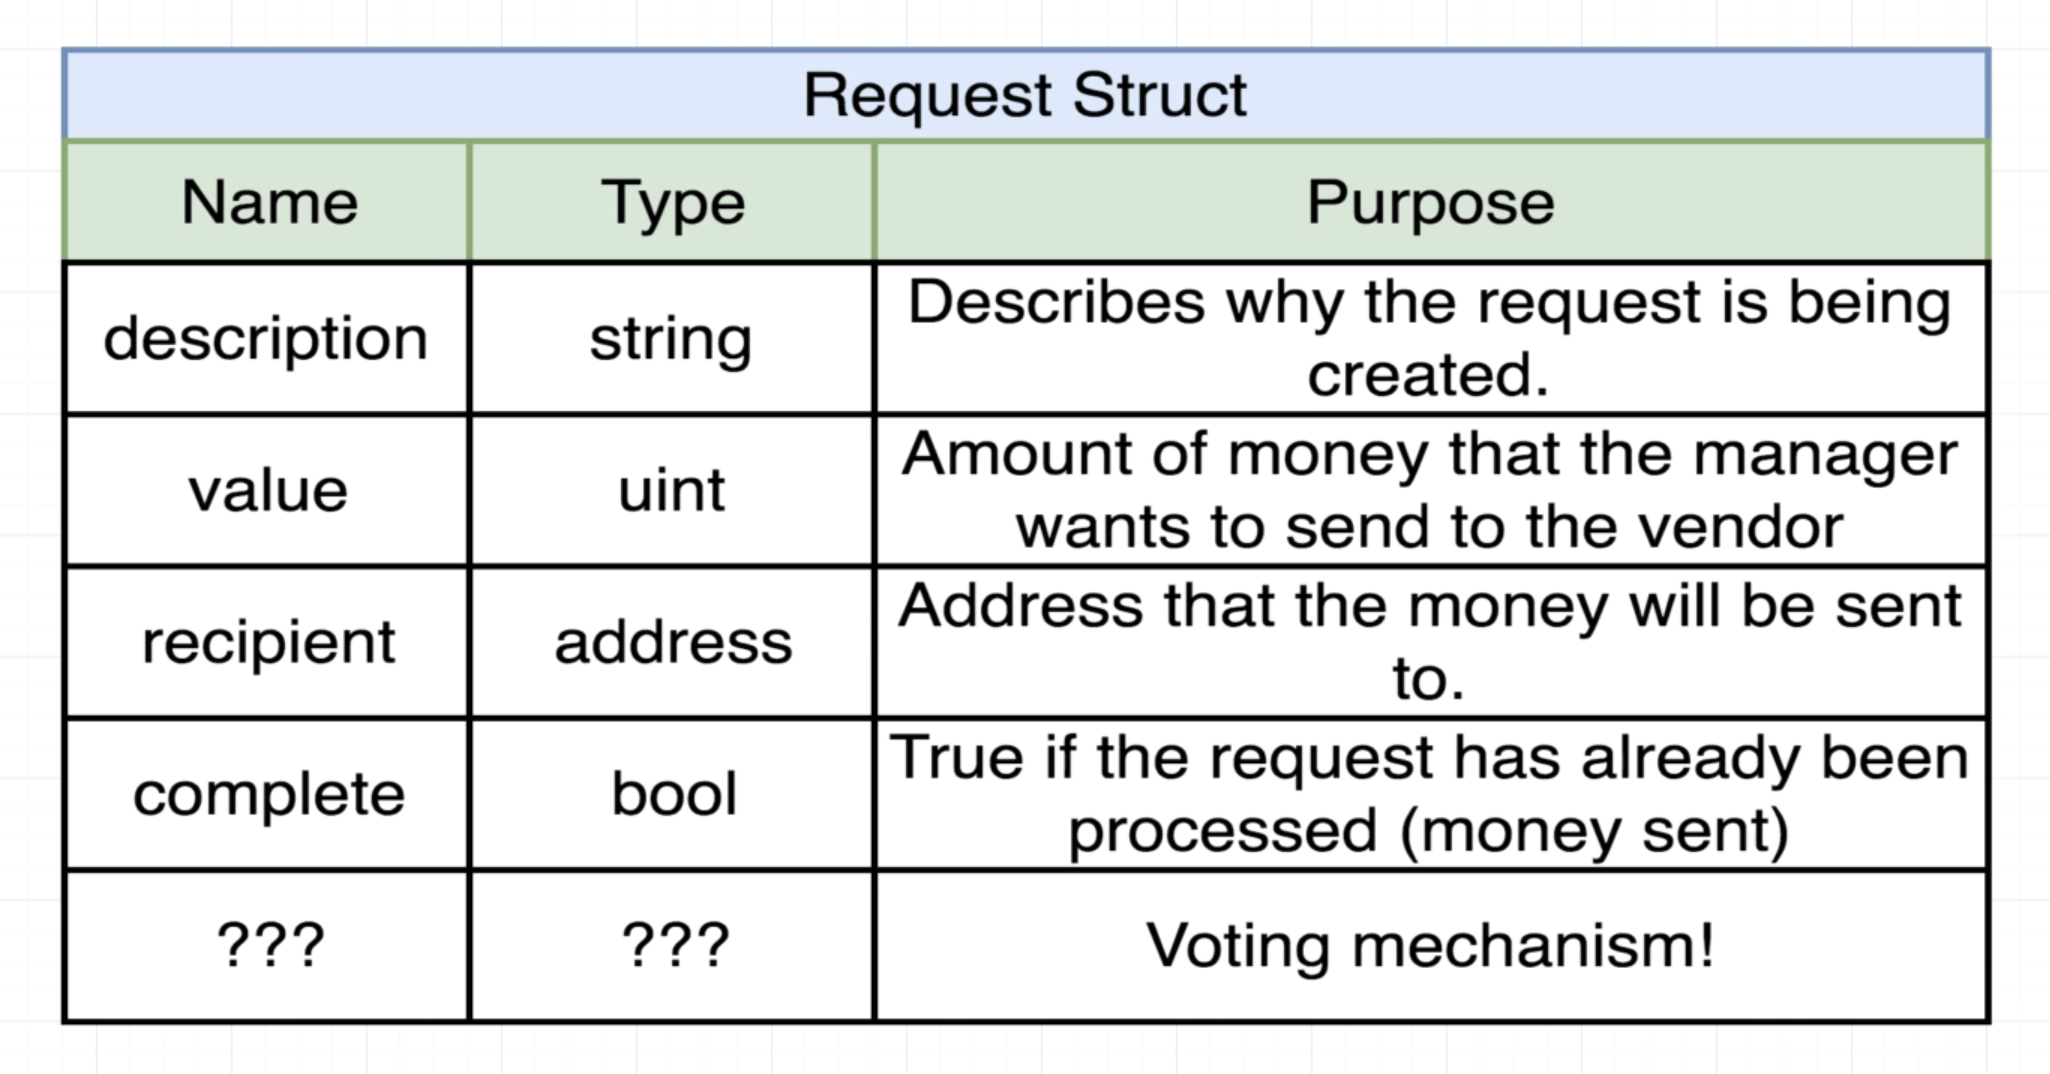 Request Struct
Name Type Purpose
description string Describes why the request is being
created.
value uint Amount of money that the manager
wants to send to the vendor
recipient address Address that the money will be sent
to.
complete bool True if the request has already been
processed (money sent)
??? ??? Voting mechanism!